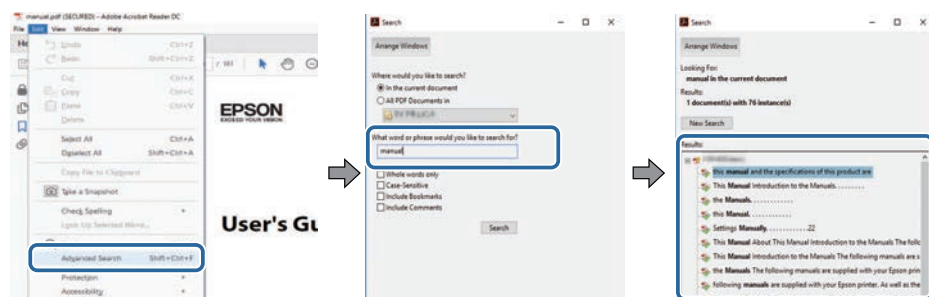 manual.pdf (SECURED) - Adobe Acrobat Reader DC
File Edit View Window Help
Undo Ctrl+Z
Redo Shift+Ctrl+Z
Cut Ctrl+X
Copy Ctrl+C
Paste Ctrl+V
Delete
Select All Ctrl+A
Deselect All Shift+Ctrl+A
Copy File to Clipboard
Take a Snapshot
Check Spelling
Look Up Selected Word...
Advanced Search Shift+Ctrl+F
Protection
Accessibility
EPSON
EXCEED YOUR VISION
User's Gu
Search
Arrange Windows
Where would you like to search?
In the current document
All PDF Documents in
What word or phrase would you like to search for?
manual
Whole words only
Case-Sensitive
Include Bookmarks
Include Comments
Search
Search
Arrange Windows
Looking For:
manual in the current document
Results:
1 document(s) with 76 instance(s)
New Search
Results:
this manual and the specifications of this product are
This Manual Introduction to the Manuals. . . . . . . . .
the Manuals. . . . . . . . . . . .
this Manual. . . . . . . . . . . .
Settings Manually. . . . . . . . . . . .22
This Manual About This Manual Introduction to the Manuals The follo
This Manual Introduction to the Manuals The following manuals are s
the Manuals The following manuals are supplied with your Epson prin
following manuals are supplied with your Epson printer. As well as the